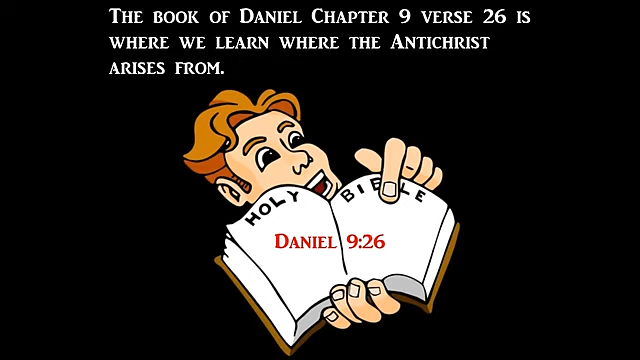 The book of Daniel Chapter 9 verse 26 is
where we learn where the Antichrist
arises from.
HOLY BIBLE
Daniel 9:26